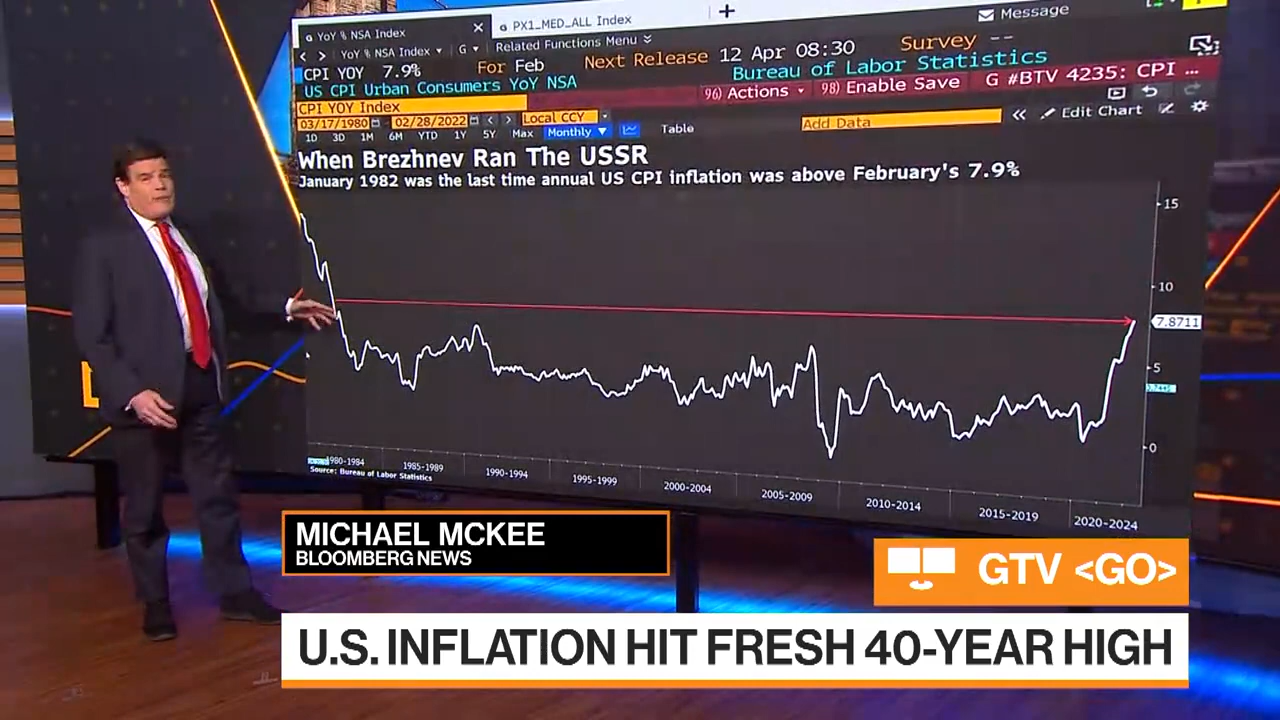 YoY % NSA Index
PX1_MED_ALL Index
YoY % NSA Index G Related Functions Menu Message
CPI YOY 7.9% For Feb Next Release 12 Apr 08:30 Survey --
US CPI Urban Consumers YoY NSA Bureau of Labor Statistics
CPI YOY Index 96) Actions 98) Enable Save G #BTV 4235: CPI ...
03/17/1980 02/28/2022 Local CCY Add Data Edit Chart
1D 3D 1M 6M YTD 1Y 5Y Max Monthly Table
When Brezhnev Ran The USSR
January 1982 was the last time annual US CPI inflation was above February's 7.9%
15
10
7.8711
5
0
1980-1984 1985-1989 1990-1994 1995-1999 2000-2004 2005-2009 2010-2014 2015-2019 2020-2024
Source: Bureau of Labor Statistics
MICHAEL MCKEE
BLOOMBERG NEWS
GTV <GO>
U.S. INFLATION HIT FRESH 40-YEAR HIGH